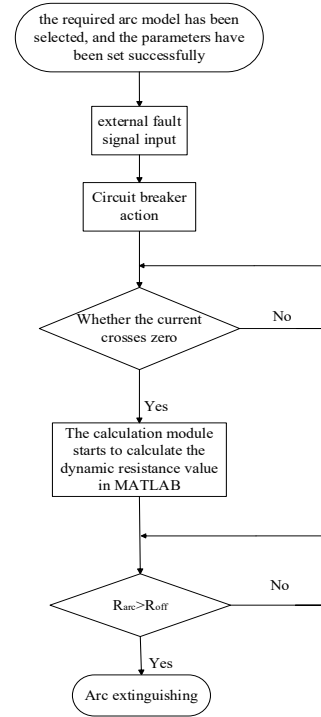 the required arc model has been
selected, and the parameters have
been set successfully
external fault
signal input
Circuit breaker
action
Whether the current
crosses zero
No
Yes
The calculation module
starts to calculate the
dynamic resistance value
in MATLAB
Rarc>Roff
No
Yes
Arc extinguishing